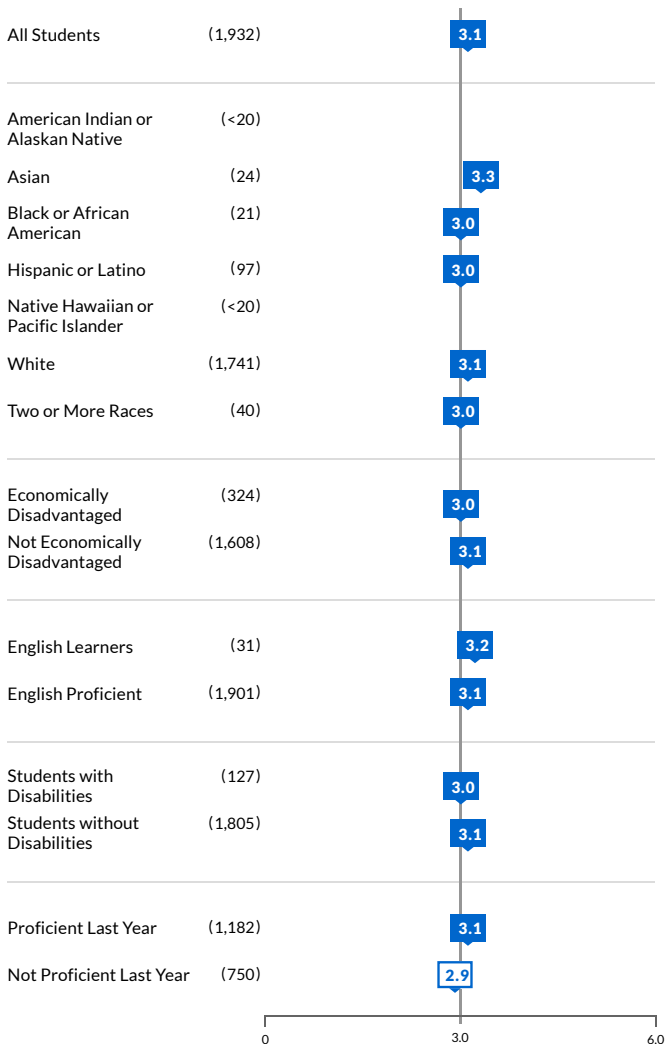 All Students (1,932) 3.1
American Indian or (<20)
Alaskan Native
Asian (24) 3.3
Black or African (21) 3.0
American
Hispanic or Latino (97) 3.0
Native Hawaiian or (<20)
Pacific Islander
White (1,741) 3.1
Two or More Races (40) 3.0
Economically (324) 3.0
Disadvantaged
Not Economically (1,608) 3.1
Disadvantaged
English Learners (31) 3.2
English Proficient (1,901) 3.1
Students with (127) 3.0
Disabilities
Students without (1,805) 3.1
Disabilities
Proficient Last Year (1,182) 3.1
Not Proficient Last Year (750) 2.9
0 3.0 6.0